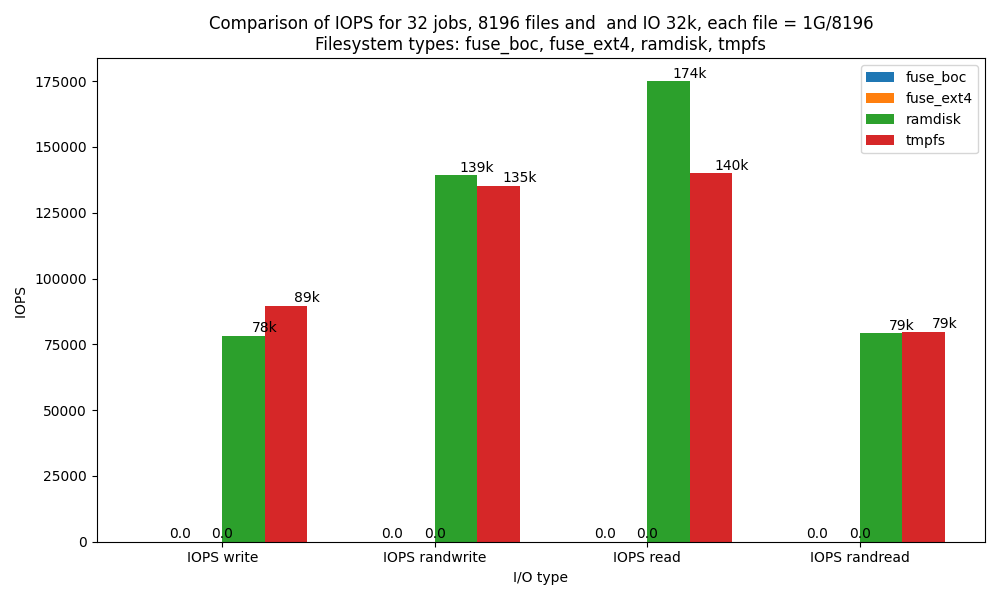 Comparison of IOPS for 32 jobs, 8196 files and  and IO 32k, each file = 1G/8196
Filesystem types: fuse_boc, fuse_ext4, ramdisk, tmpfs
fuse_boc
fuse_ext4
ramdisk
tmpfs
IOPS
175000
150000
125000
100000
75000
50000
25000
0
0.0
0.0
78k
89k
0.0
0.0
139k
135k
0.0
0.0
174k
140k
0.0
0.0
79k
79k
IOPS write
IOPS randwrite
IOPS read
IOPS randread
I/O type